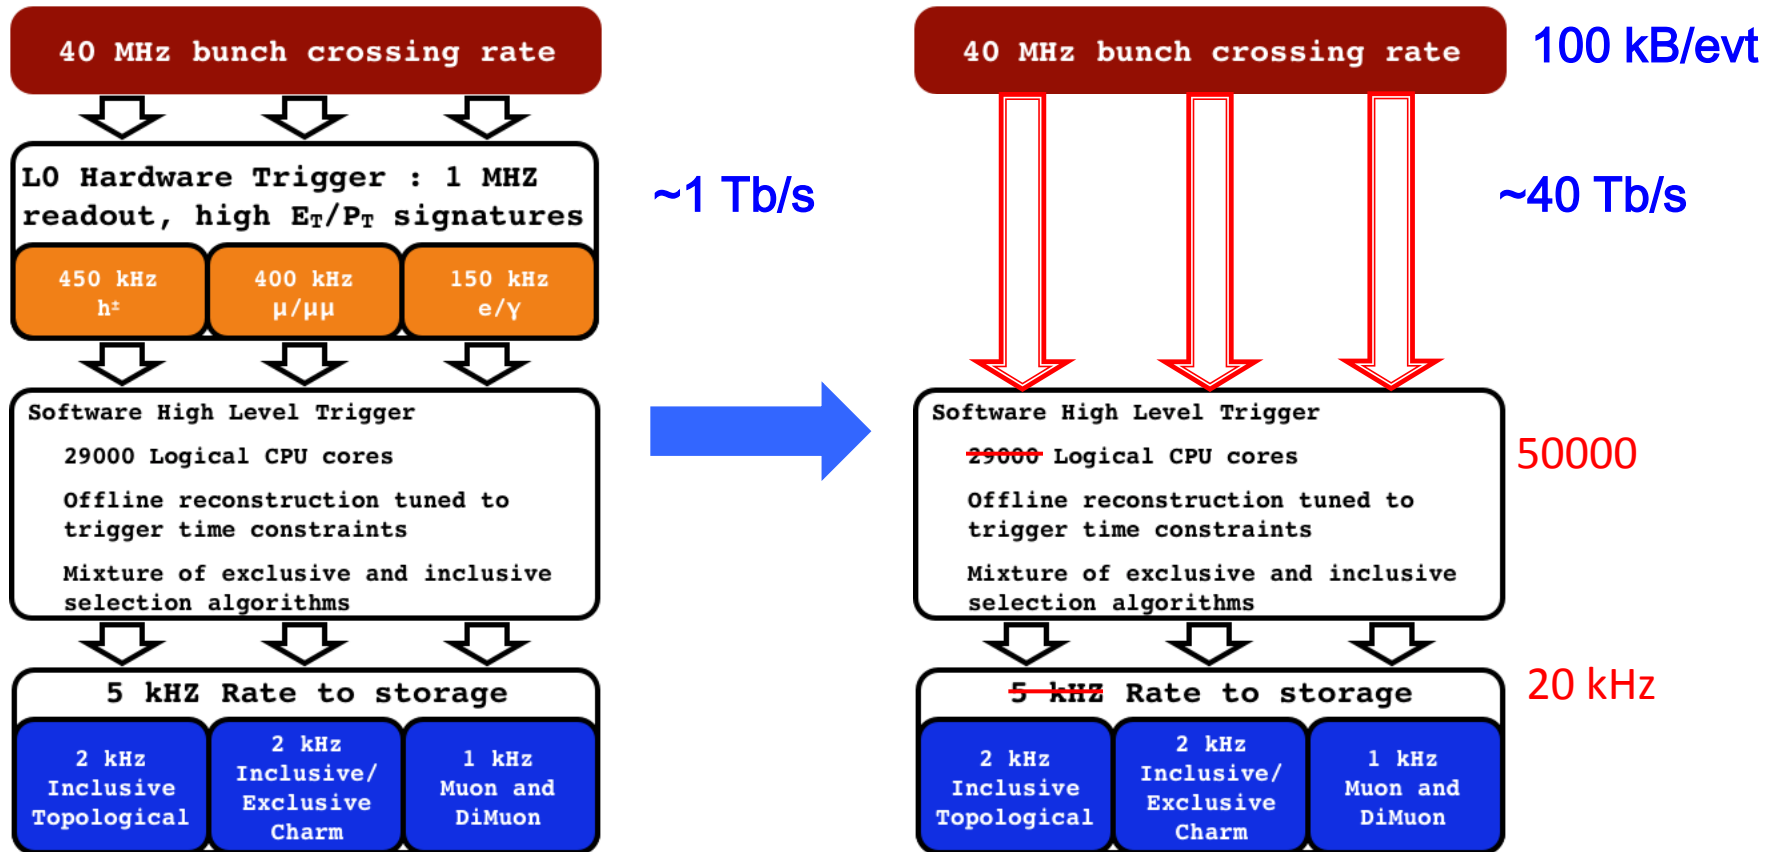 40 MHz bunch crossing rate
L0 Hardware Trigger : 1 MHZ
readout, high ET/PT signatures
450 kHz
h±
400 kHz
μ/μμ
150 kHz
e/γ
Software High Level Trigger
29000 Logical CPU cores
Offline reconstruction tuned to
trigger time constraints
Mixture of exclusive and inclusive
selection algorithms
5 kHZ Rate to storage
2 kHz
Inclusive
Topological
2 kHz
Inclusive/
Exclusive
Charm
1 kHz
Muon and
DiMuon
~1 Tb/s
40 MHz bunch crossing rate
100 kB/evt
~40 Tb/s
Software High Level Trigger
29000 Logical CPU cores
50000
Offline reconstruction tuned to
trigger time constraints
Mixture of exclusive and inclusive
selection algorithms
5 kHZ Rate to storage
20 kHz
2 kHz
Inclusive
Topological
2 kHz
Inclusive/
Exclusive
Charm
1 kHz
Muon and
DiMuon